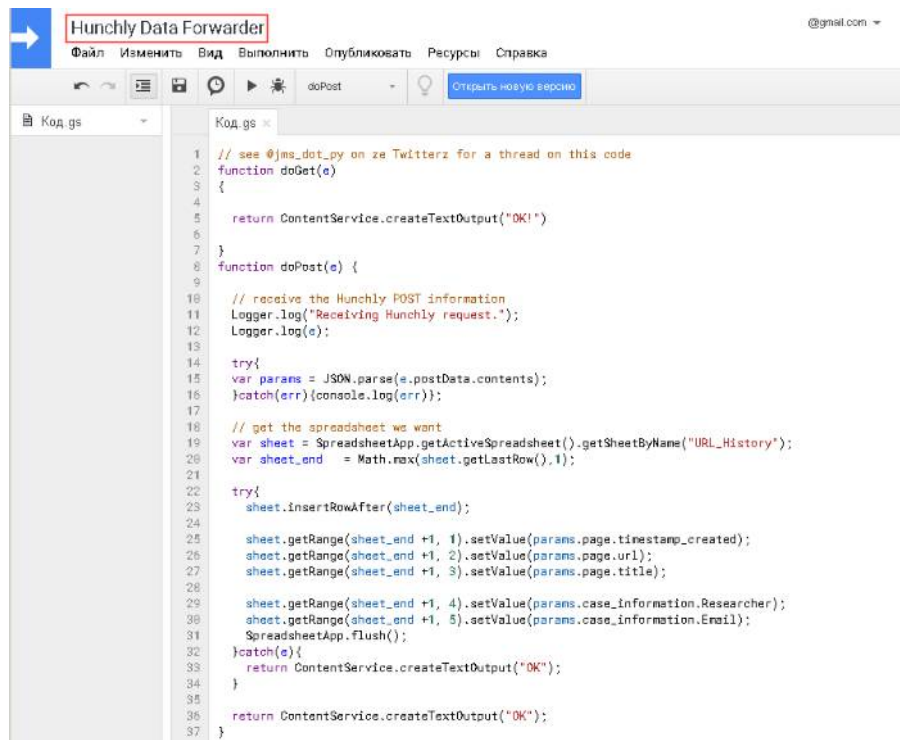 Hunchly Data Forwarder
@gmail.com
Файл Изменить Вид Выполнить Опубликовать Ресурсы Справка
doPost
Открыть новую версию
Код.gs
Код.gs ×
1 // see @jms_dot_py on ze Twitterz for a thread on this code
2 function doGet(e)
3 {
4
5 return ContentService.createTextOutput("OK!")
6
7 }
8 function doPost(e) {
9
10 // receive the Hunchly POST information
11 Logger.log("Receiving Hunchly request.");
12 Logger.log(e);
13
14 try{
15 var params = JSON.parse(e.postData.contents);
16 }catch(err){console.log(err)};
17
18 // get the spreadsheet we want
19 var sheet = SpreadsheetApp.getActiveSpreadsheet().getSheetByName("URL_History");
20 var sheet_end = Math.max(sheet.getLastRow(),1);
21
22 try{
23 sheet.insertRowAfter(sheet_end);
24
25 sheet.getRange(sheet_end +1, 1).setValue(params.page.timestamp_created);
26 sheet.getRange(sheet_end +1, 2).setValue(params.page.url);
27 sheet.getRange(sheet_end +1, 3).setValue(params.page.title);
28
29 sheet.getRange(sheet_end +1, 4).setValue(params.case_information.Researcher);
30 sheet.getRange(sheet_end +1, 5).setValue(params.case_information.Email);
31 SpreadsheetApp.flush();
32 }catch(e){
33 return ContentService.createTextOutput("OK");
34 }
35
36 return ContentService.createTextOutput("OK");
37 }